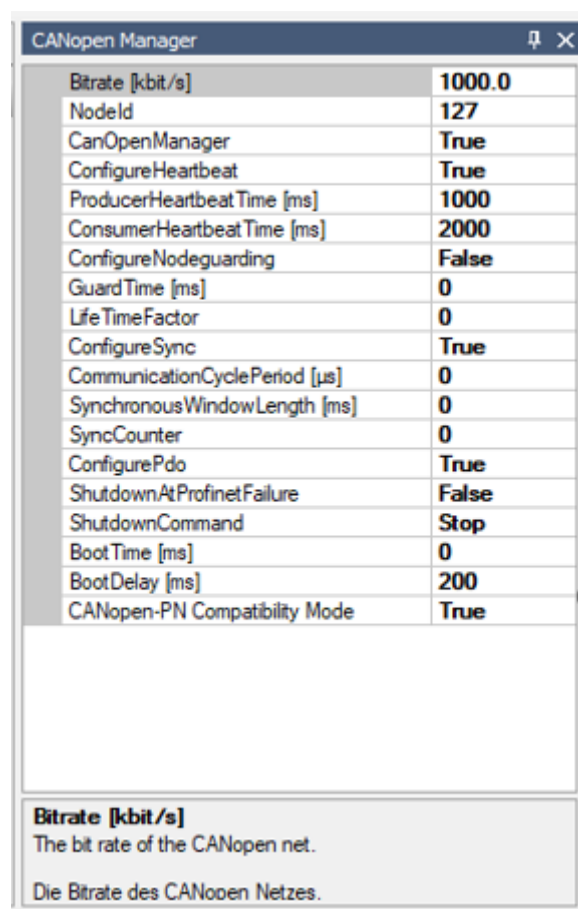 CANopen Manager
Bitrate [kbit/s] 1000.0
NodeId 127
CanOpenManager True
ConfigureHeartbeat True
ProducerHeartbeatTime [ms] 1000
ConsumerHeartbeatTime [ms] 2000
ConfigureNodeguarding False
GuardTime [ms] 0
LifeTimeFactor 0
ConfigureSync True
CommunicationCyclePeriod [µs] 0
SynchronousWindowLength [ms] 0
SyncCounter 0
ConfigurePdo True
ShutdownAtProfinetFailure False
ShutdownCommand Stop
BootTime [ms] 0
BootDelay [ms] 200
CANopen-PN Compatibility Mode True
Bitrate [kbit/s]
The bit rate of the CANopen net.
Die Bitrate des CANopen Netzes.